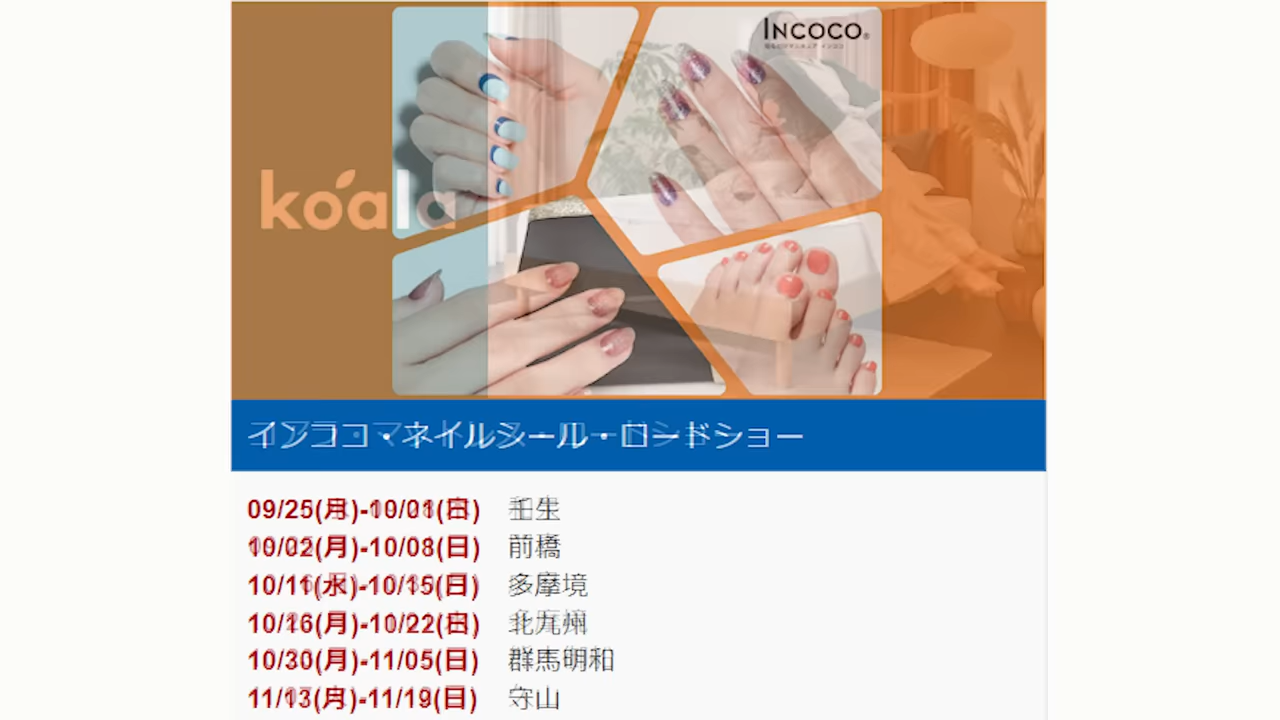 INCOCO®
koala
インココ・ネイルシール・ロードショー
09/25(月)-10/01(日) 壬生
10/02(月)-10/08(日) 前橋
10/11(水)-10/15(日) 多摩境
10/16(月)-10/22(日) 北九州
10/30(月)-11/05(日) 群馬明和
11/13(月)-11/19(日) 守山